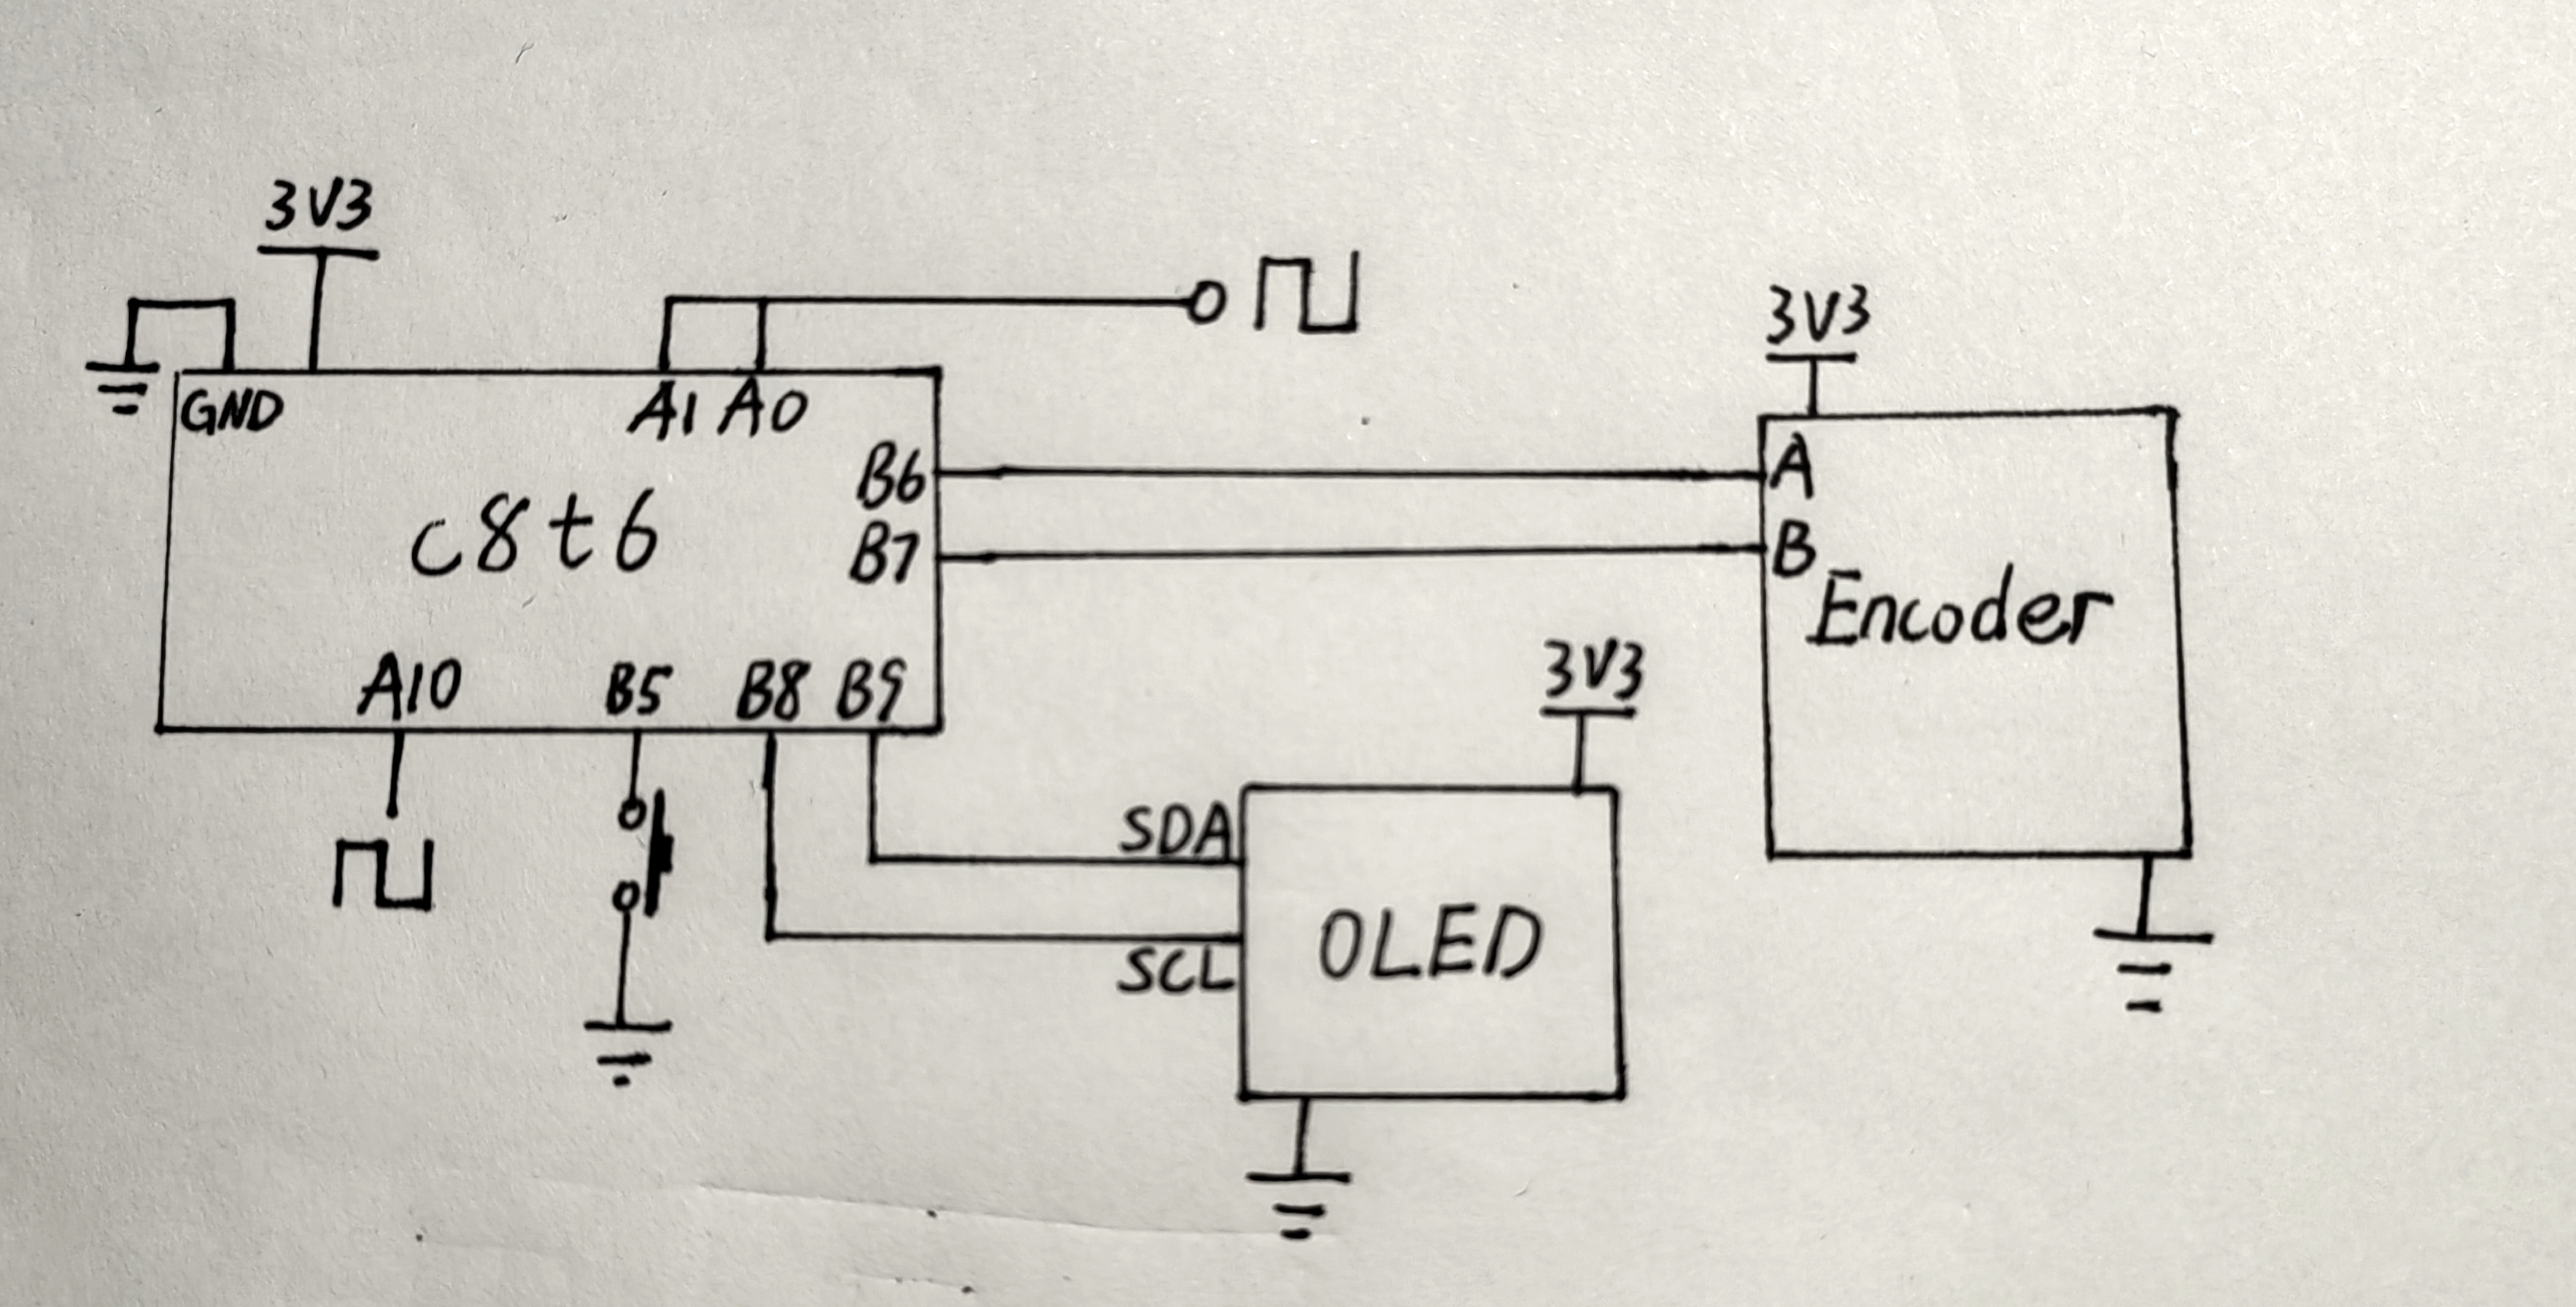 3V3
3V3
GND
A1 A0
B6
A
c8t6
B7
B
Encoder
A10
B5
B8
B9
3V3
SDA
OLED
SCL